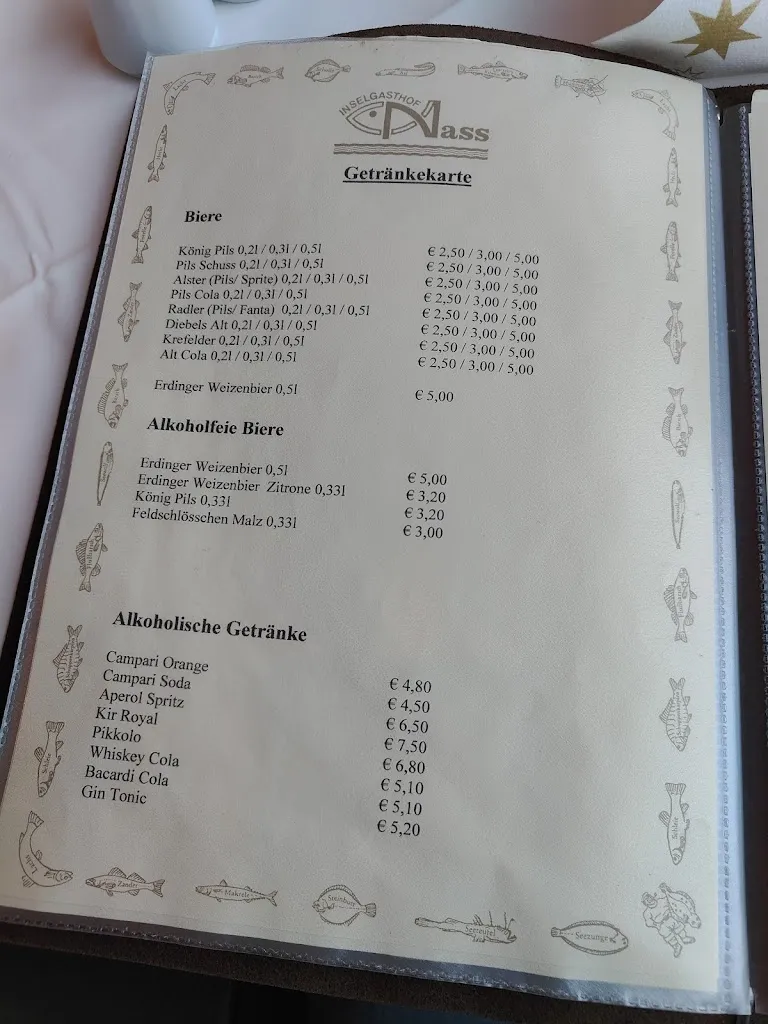 INSELGASTHOF
Nass
Getränkekarte
Biere
König Pils 0,2l / 0,3l / 0,5l € 2,50 / 3,00 / 5,00
Pils Schuss 0,2l / 0,3l / 0,5l € 2,50 / 3,00 / 5,00
Alster (Pils/ Sprite) 0,2l / 0,3l / 0,5l € 2,50 / 3,00 / 5,00
Pils Cola 0,2l / 0,3l / 0,5l € 2,50 / 3,00 / 5,00
Radler (Pils/ Fanta) 0,2l / 0,3l / 0,5l € 2,50 / 3,00 / 5,00
Diebels Alt 0,2l / 0,3l / 0,5l € 2,50 / 3,00 / 5,00
Krefelder 0,2l / 0,3l / 0,5l € 2,50 / 3,00 / 5,00
Alt Cola 0,2l / 0,3l / 0,5l € 2,50 / 3,00 / 5,00
Erdinger Weizenbier 0,5l € 5,00
Alkoholfeie Biere
Erdinger Weizenbier 0,5l € 5,00
Erdinger Weizenbier Zitrone 0,33l € 3,20
König Pils 0,33l € 3,20
Feldschlösschen Malz 0,33l € 3,00
Alkoholische Getränke
Campari Orange € 4,80
Campari Soda € 4,50
Aperol Spritz € 6,50
Kir Royal € 7,50
Pikkolo € 6,80
Whiskey Cola € 5,10
Bacardi Cola € 5,10
Gin Tonic € 5,20
Schleie
Schleie
Lachs
Zander
Makrele
Steinbutt
Seeteufel
Seezunge